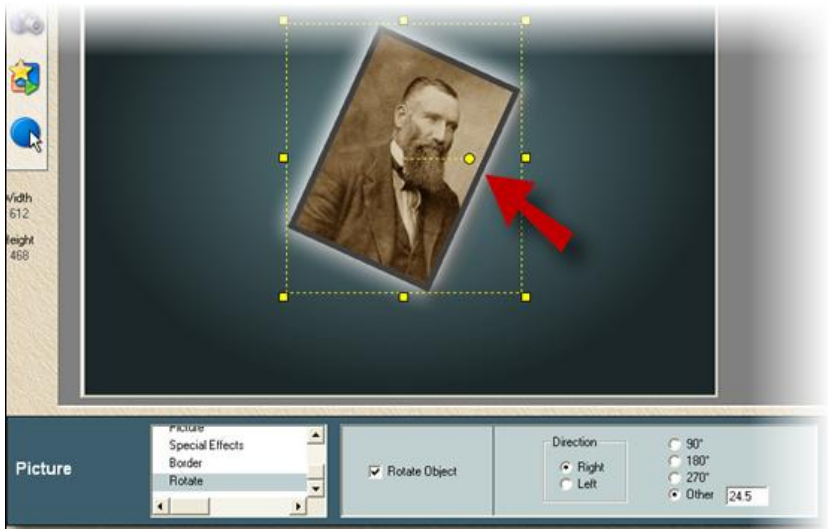 Width
612
Height
468
Picture
Picture
Special Effects
Border
Rotate
Rotate Object
Direction
Right
Left
90°
180°
270°
Other 24.5